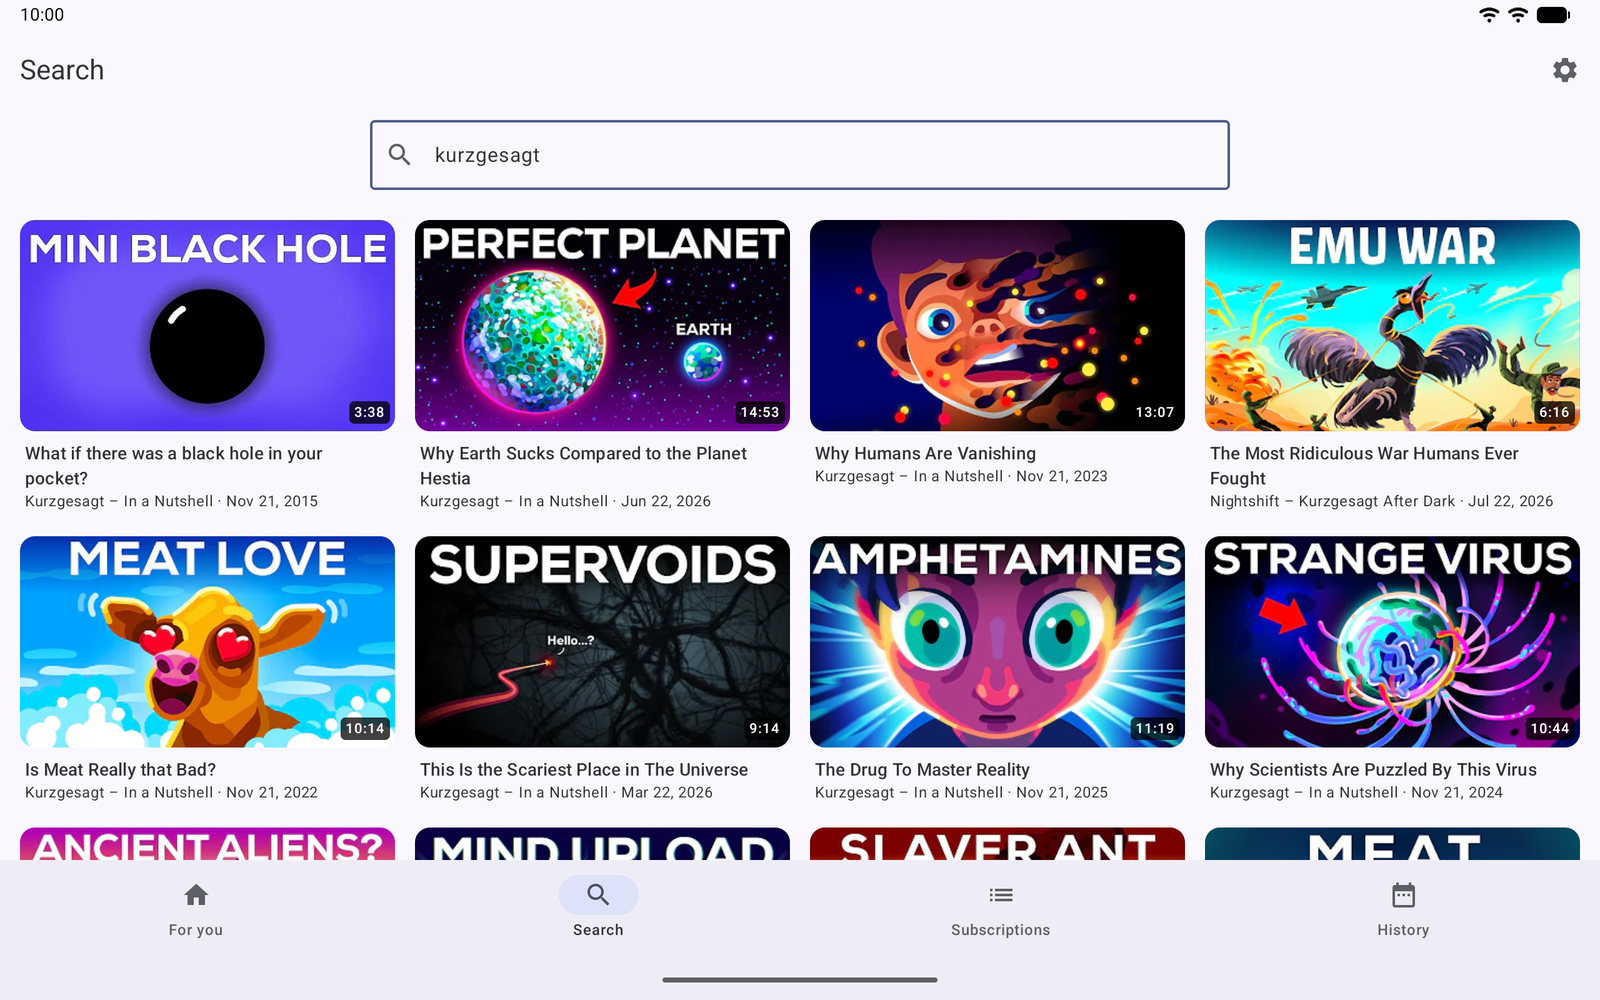 10:00
Search
kurzgesagt
MINI BLACK HOLE
3:38
PERFECT PLANET
EARTH
14:53
13:07
EMU WAR
6:16
What if there was a black hole in your
pocket?
Kurzgesagt – In a Nutshell · Nov 21, 2015
Why Earth Sucks Compared to the Planet
Hestia
Kurzgesagt – In a Nutshell · Jun 22, 2026
Why Humans Are Vanishing
Kurzgesagt – In a Nutshell · Nov 21, 2023
The Most Ridiculous War Humans Ever
Fought
Nightshift – Kurzgesagt After Dark · Jul 22, 2026
MEAT LOVE
10:14
SUPERVOIDS
Hello...?
9:14
AMPHETAMINES
11:19
STRANGE VIRUS
10:44
Is Meat Really that Bad?
Kurzgesagt – In a Nutshell · Nov 21, 2022
This Is the Scariest Place in The Universe
Kurzgesagt – In a Nutshell · Mar 22, 2026
The Drug To Master Reality
Kurzgesagt – In a Nutshell · Nov 21, 2025
Why Scientists Are Puzzled By This Virus
Kurzgesagt – In a Nutshell · Nov 21, 2024
ANCIENT ALIENS?
MIND UPLOAD
SLAVER ANT
MEAT
For you
Search
Subscriptions
History